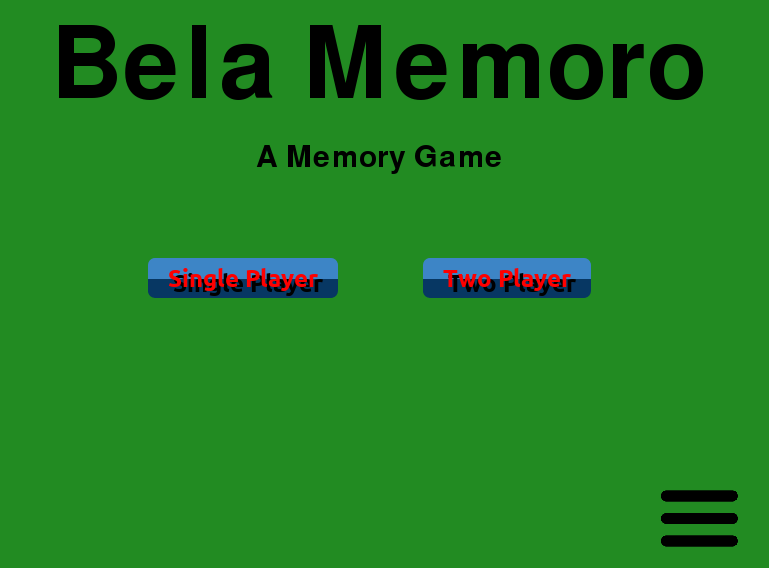 Bela Memoro
A Memory Game
Single Player
Two Player